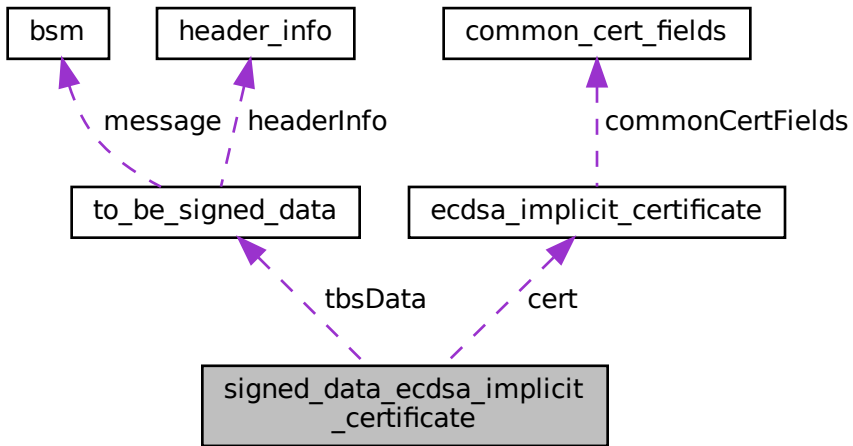 bsm
header_info
common_cert_fields
message
headerInfo
commonCertFields
to_be_signed_data
ecdsa_implicit_certificate
tbsData
cert
signed_data_ecdsa_implicit
_certificate